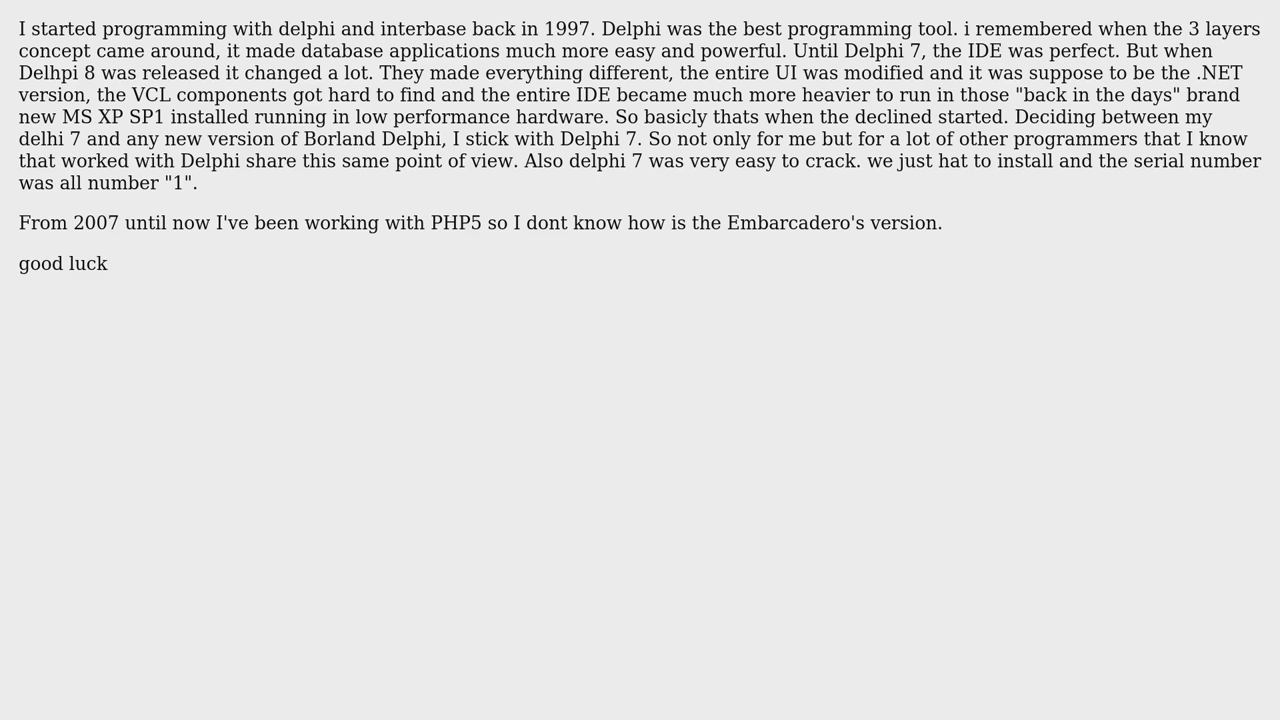 I started programming with delphi and interbase back in 1997. Delphi was the best programming tool. i remembered when the 3 layers
concept came around, it made database applications much more easy and powerful. Until Delphi 7, the IDE was perfect. But when
Delhpi 8 was released it changed a lot. They made everything different, the entire UI was modified and it was suppose to be the .NET
version, the VCL components got hard to find and the entire IDE became much more heavier to run in those "back in the days" brand
new MS XP SP1 installed running in low performance hardware. So basicly thats when the declined started. Deciding between my
delhi 7 and any new version of Borland Delphi, I stick with Delphi 7. So not only for me but for a lot of other programmers that I know
that worked with Delphi share this same point of view. Also delphi 7 was very easy to crack. we just hat to install and the serial number
was all number "1".
From 2007 until now I've been working with PHP5 so I dont know how is the Embarcadero's version.
good luck